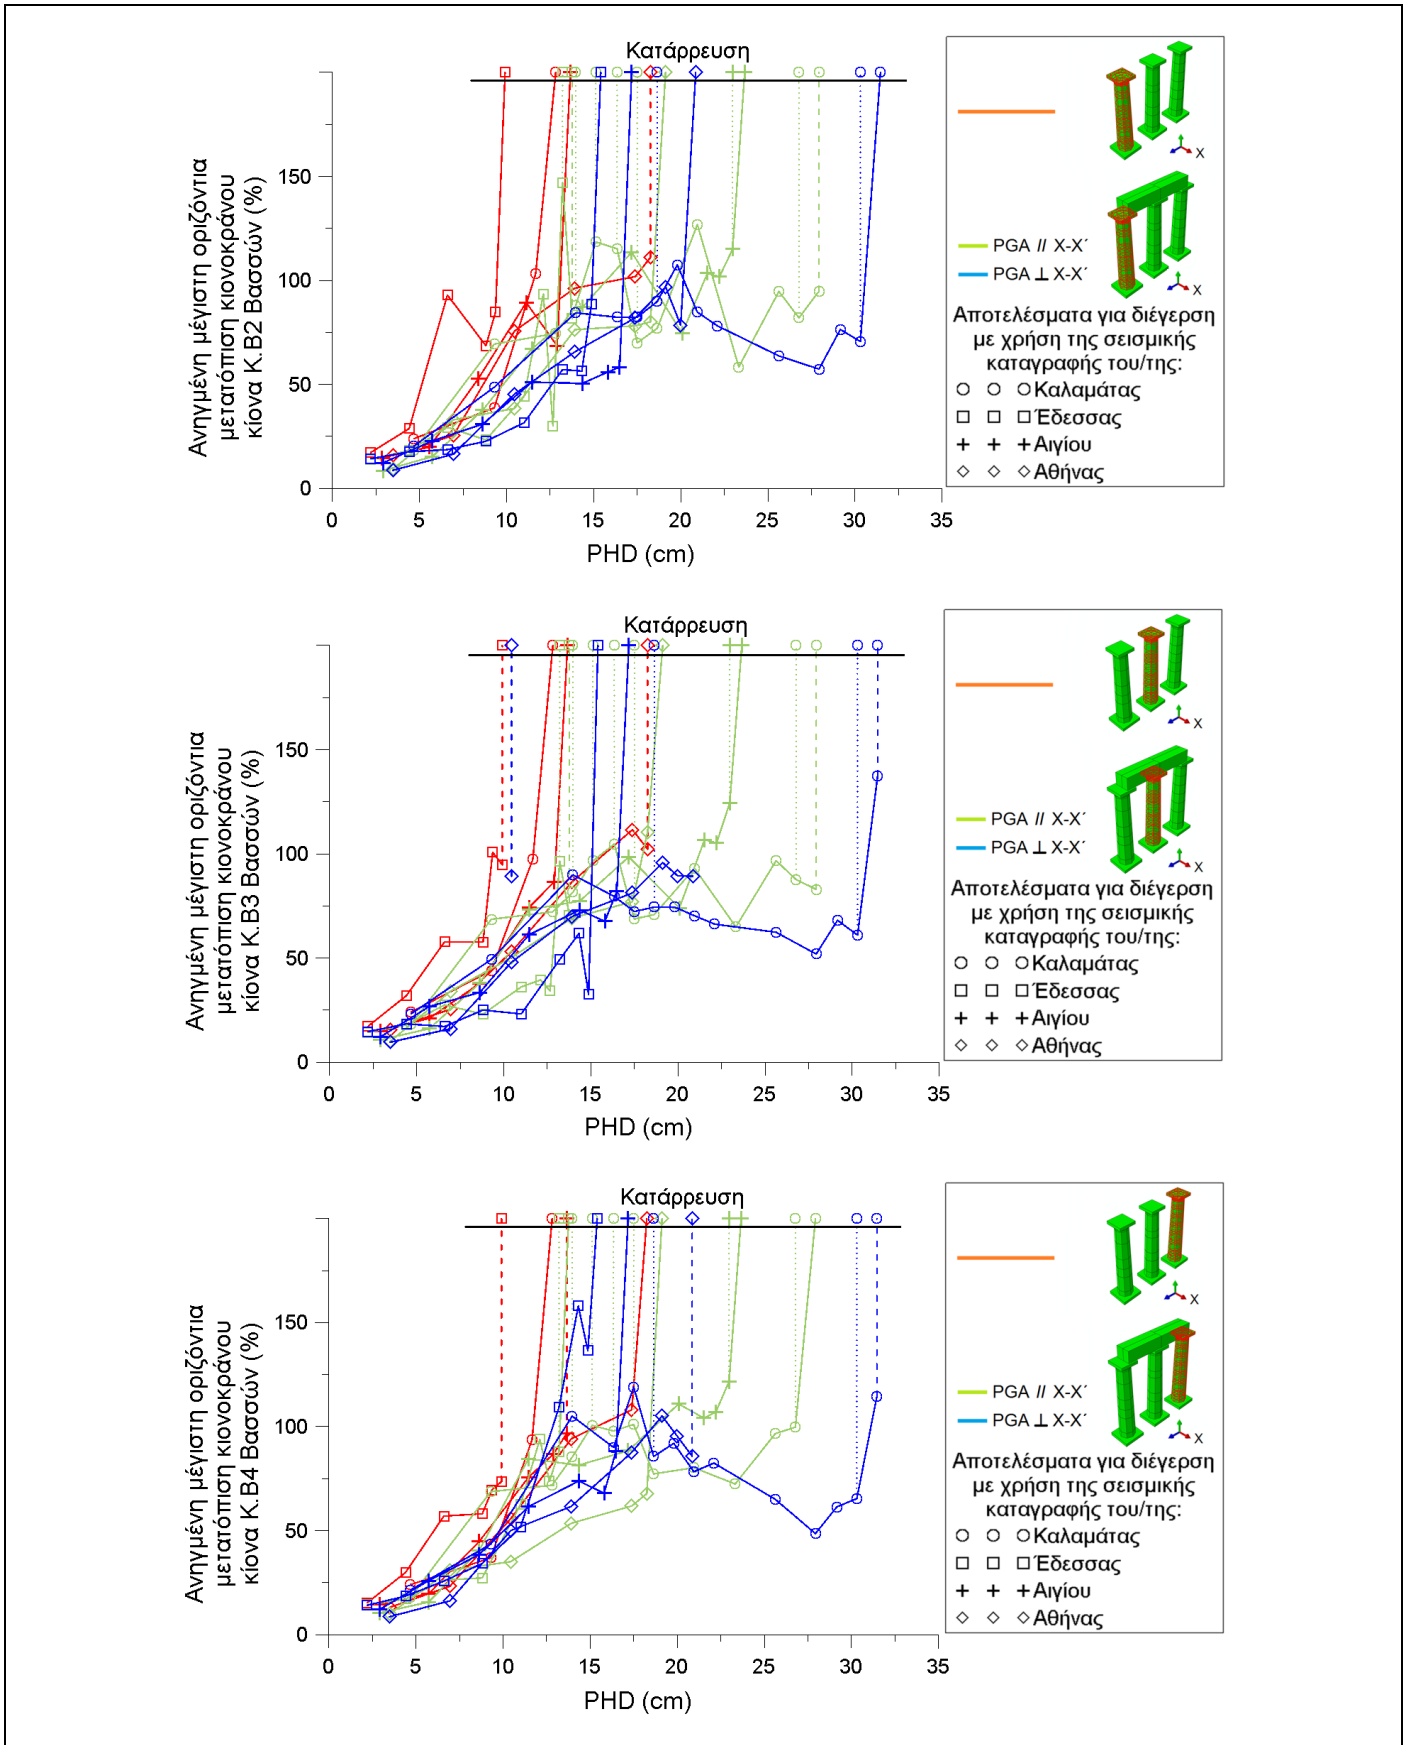 Κατάρρευση
Ανηγμένη μέγιστη οριζόντια
μετατόπιση κιονοκράνου
κίονα Κ.Β2 Βασσών (%)
150
100
50
0
0 5 10 15 20 25 30 35
PHD (cm)
X
PGA // X-X´
PGA ⊥ X-X´
X
Αποτελέσματα για διέγερση
με χρήση της σεισμικής
καταγραφής του/της:
Καλαμάτας
Έδεσσας
Αιγίου
Αθήνας
Κατάρρευση
Ανηγμένη μέγιστη οριζόντια
μετατόπιση κιονοκράνου
κίονα Κ.Β3 Βασσών (%)
150
100
50
0
0 5 10 15 20 25 30 35
PHD (cm)
X
PGA // X-X´
PGA ⊥ X-X´
X
Αποτελέσματα για διέγερση
με χρήση της σεισμικής
καταγραφής του/της:
Καλαμάτας
Έδεσσας
Αιγίου
Αθήνας
Κατάρρευση
Ανηγμένη μέγιστη οριζόντια
μετατόπιση κιονοκράνου
κίονα Κ.Β4 Βασσών (%)
150
100
50
0
0 5 10 15 20 25 30 35
PHD (cm)
X
PGA // X-X´
PGA ⊥ X-X´
X
Αποτελέσματα για διέγερση
με χρήση της σεισμικής
καταγραφής του/της:
Καλαμάτας
Έδεσσας
Αιγίου
Αθήνας